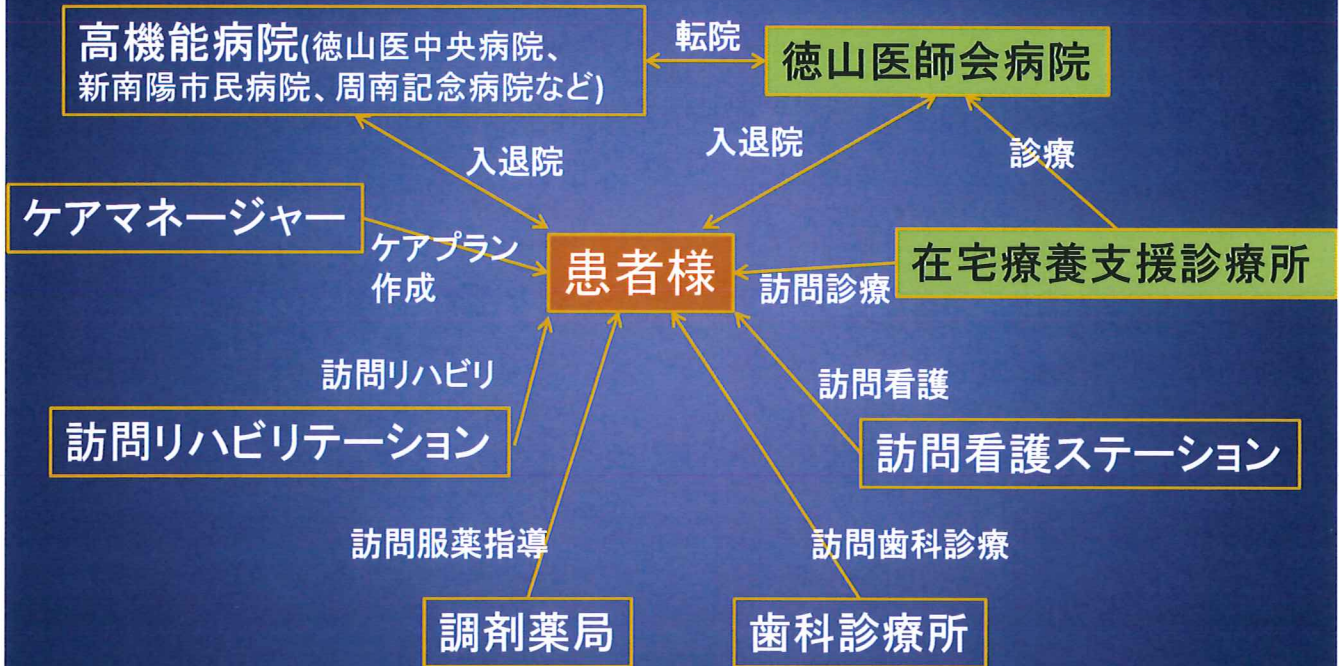 高機能病院(徳山医中央病院、
新南陽市民病院、周南記念病院など)
転院
徳山医師会病院
入退院
入退院
診療
ケアマネージャー
ケアプラン
作成
患者様
訪問診療
在宅療養支援診療所
訪問リハビリ
訪問看護
訪問リハビリテーション
訪問看護ステーション
訪問服薬指導
訪問歯科診療
調剤薬局
歯科診療所